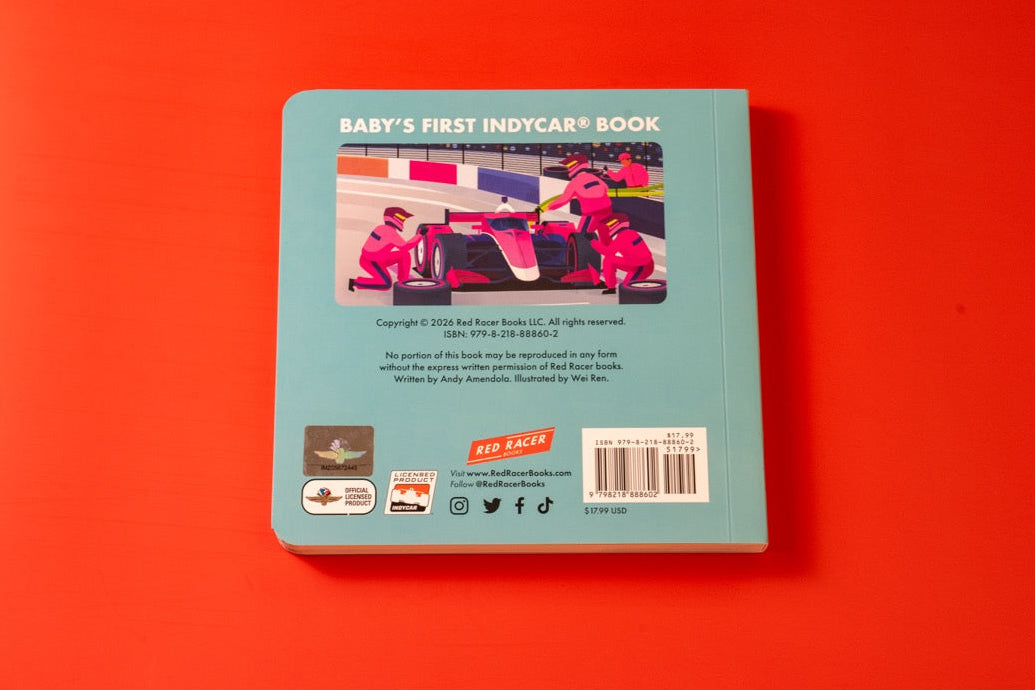 BABY'S FIRST INDYCAR® BOOK
Copyright © 2026 Red Racer Books LLC. All rights reserved.
ISBN: 979-8-218-88860-2
No portion of this book may be reproduced in any form
without the express written permission of Red Racer books.
Written by Andy Amendola. Illustrated by Wei Ren.
OFFICIAL
LICENSED
PRODUCT
LICENSED
PRODUCT
INDYCAR
RED RACER
BOOKS
Visit www.RedRacerBooks.com
Follow @RedRacerBooks
$17.99
ISBN 979-8-218-88860-2
51799>
9 798218 888602
$17.99 USD